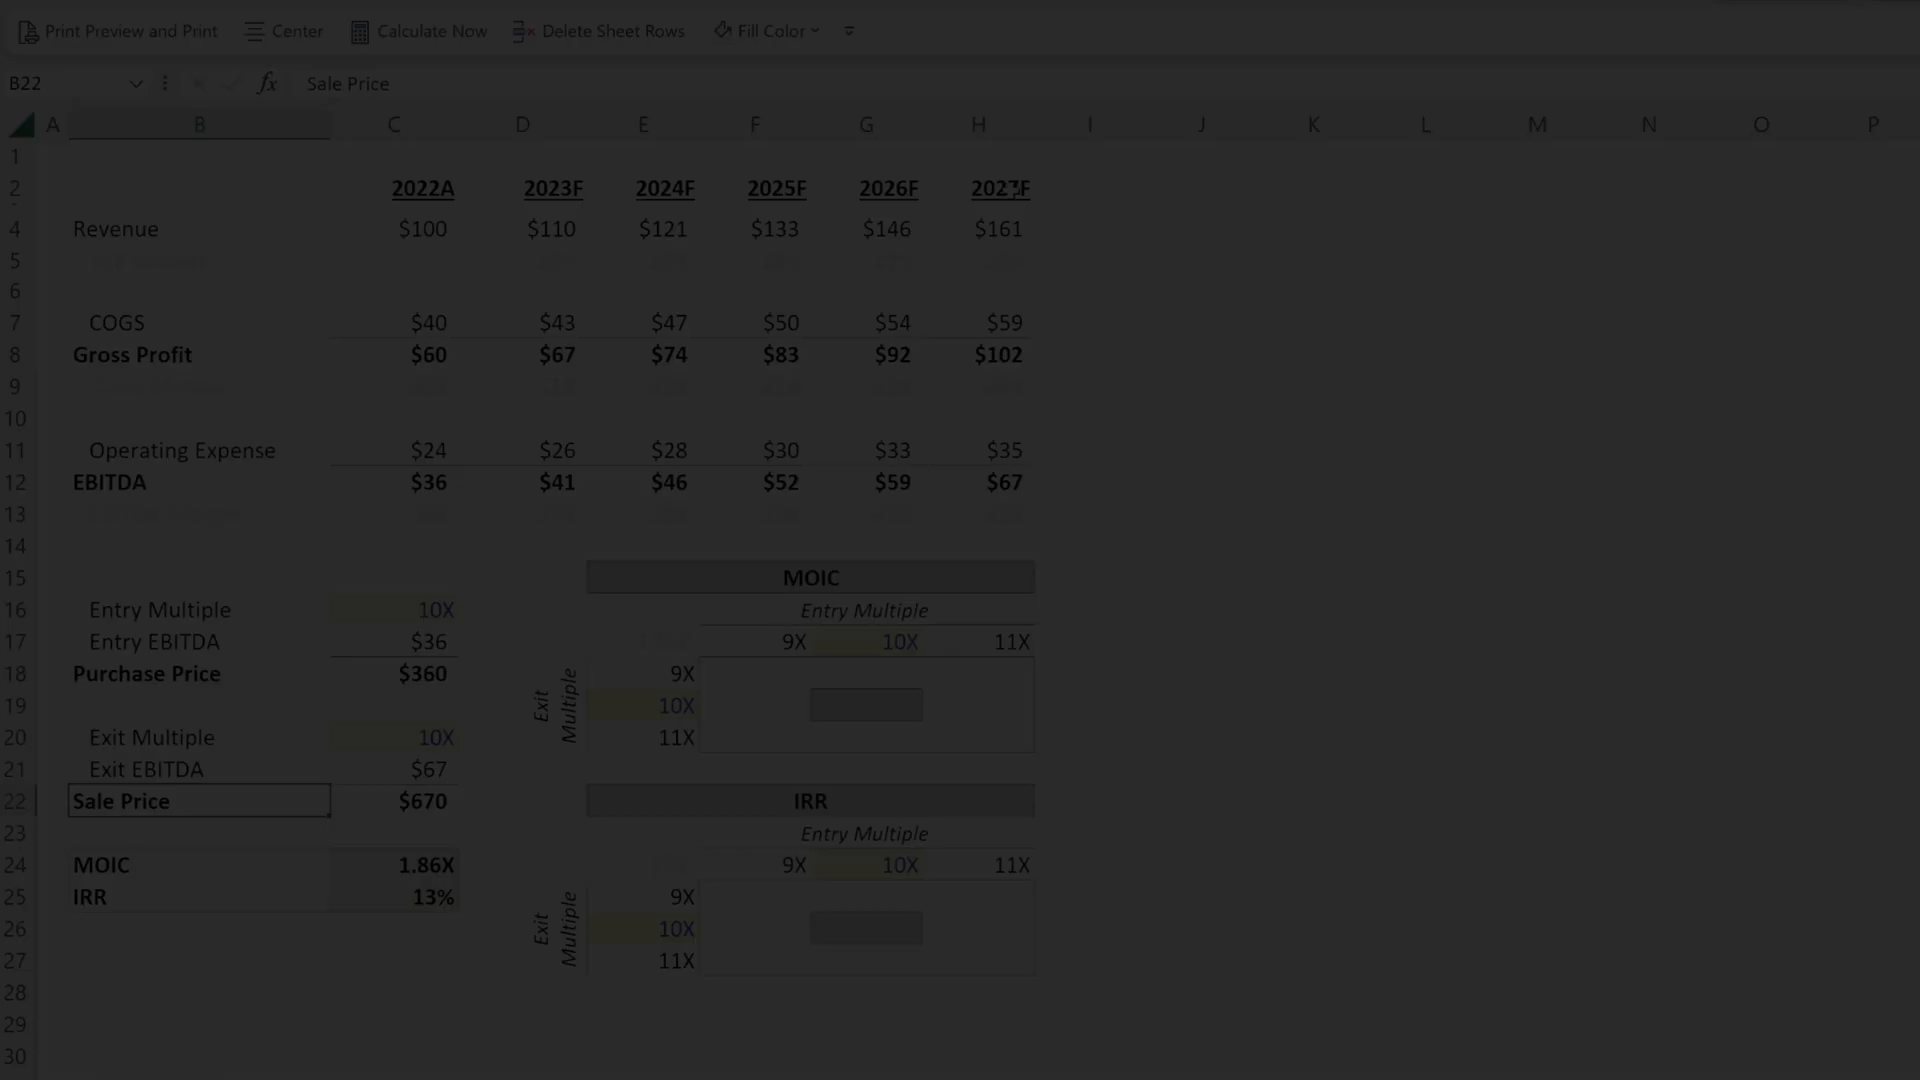 Print Preview and Print Center Calculate Now Delete Sheet Rows Fill Color
B22 fx Sale Price
A B C D E F G H I J K L M N O P
1
2 2022A 2023F 2024F 2025F 2026F 2027F
4 Revenue $100 $110 $121 $133 $146 $161
5
6
7 COGS $40 $43 $47 $50 $54 $59
8 Gross Profit $60 $67 $74 $83 $92 $102
9
10
11 Operating Expense $24 $26 $28 $30 $33 $35
12 EBITDA $36 $41 $46 $52 $59 $67
13
14
15 MOIC
16 Entry Multiple 10X Entry Multiple
17 Entry EBITDA $36 9X 10X 11X
18 Purchase Price $360 9X
19 Exit Multiple 10X
20 Exit Multiple 10X 11X
21 Exit EBITDA $67
22 Sale Price $670 IRR
23 Entry Multiple
24 MOIC 1.86X 9X 10X 11X
25 IRR 13% 9X
26 Exit Multiple 10X
27 11X
28
29
30